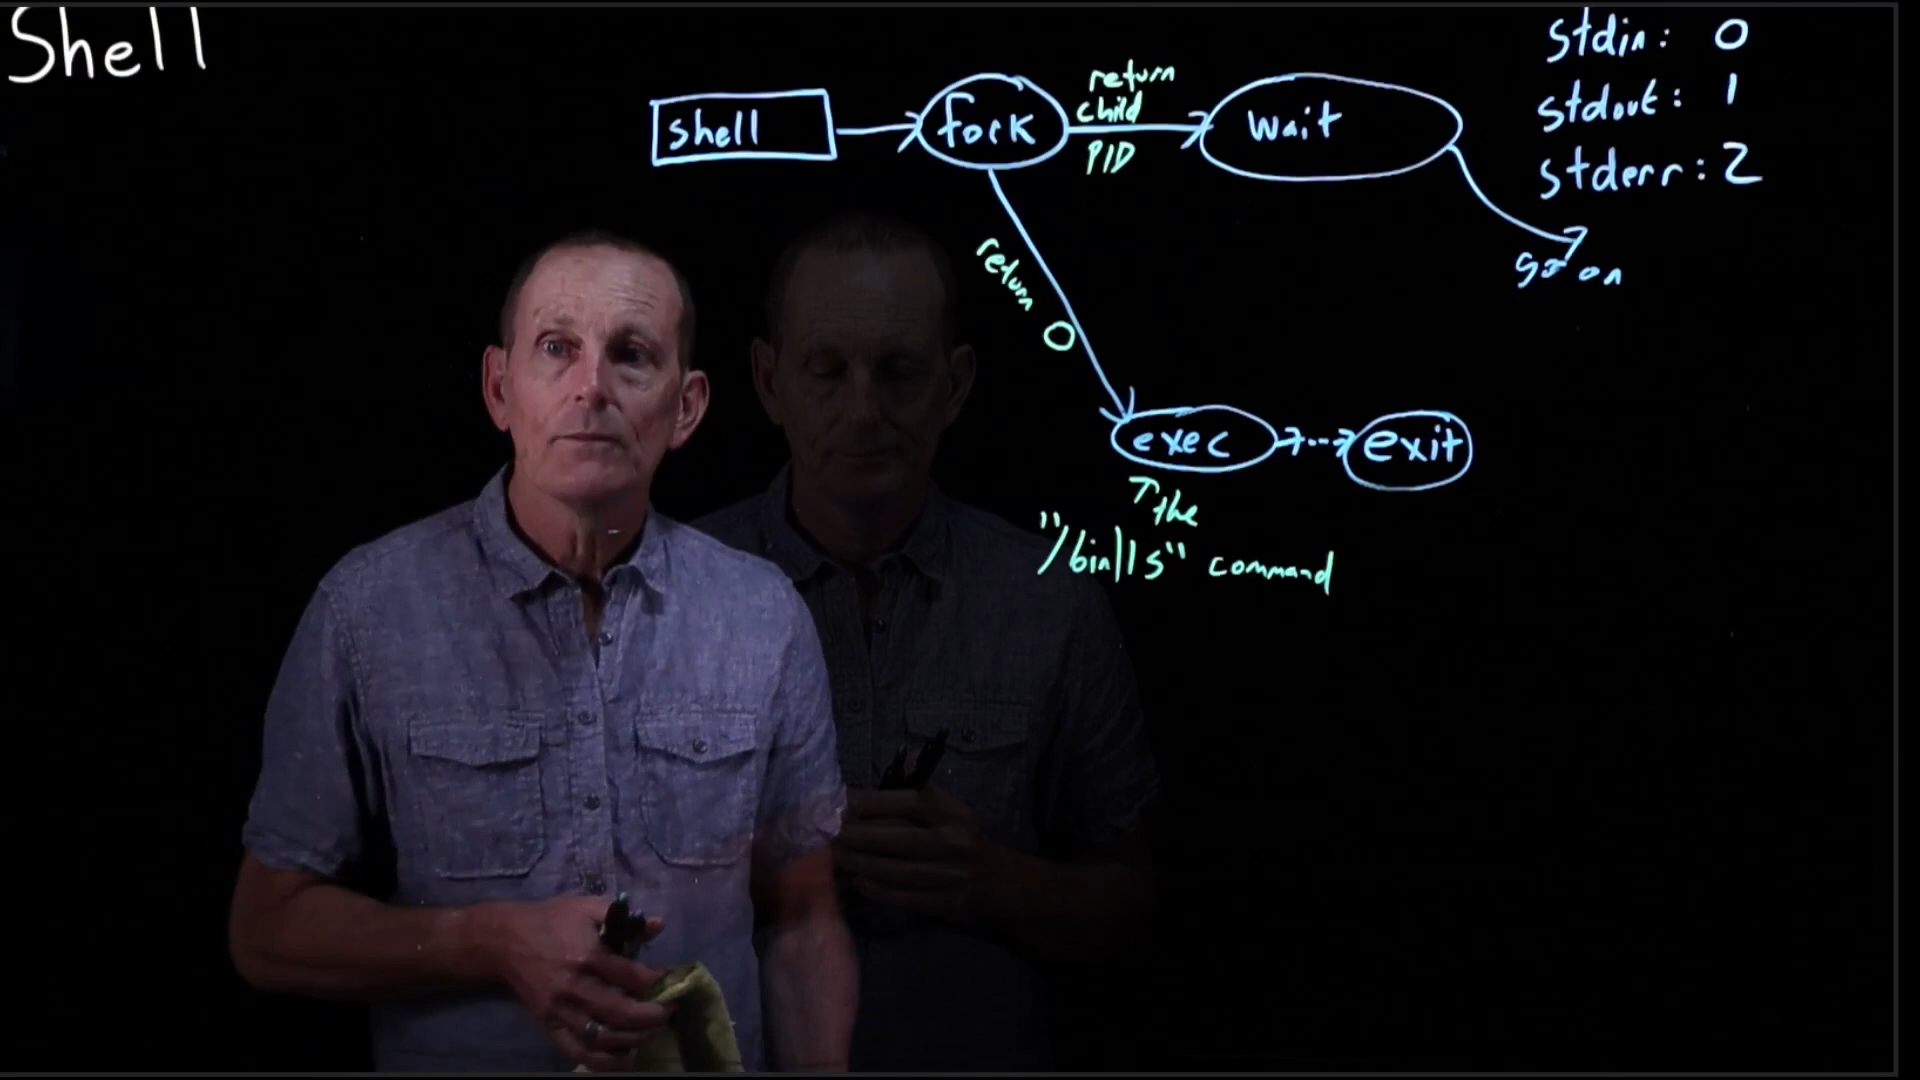 Shell
shell
fork
return
child
PID
wait
go on
stdin: 0
stdout: 1
stderr: 2
return 0
exec
exit
the
"/bin/ls" command